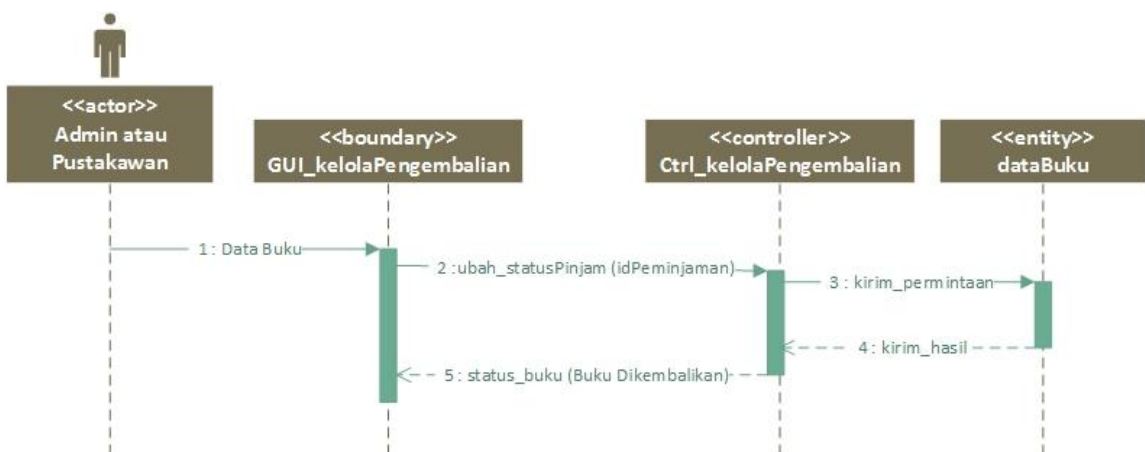 <<actor>>
Admin atau
Pustakawan
<<boundary>>
GUI_kelolaPengembalian
<<controller>>
Ctrl_kelolaPengembalian
<<entity>>
dataBuku
1 : Data Buku
2 :ubah_statusPinjam (idPeminjaman)
3 : kirim_permintaan
4 : kirim_hasil
5 : status_buku (Buku Dikembalikan)